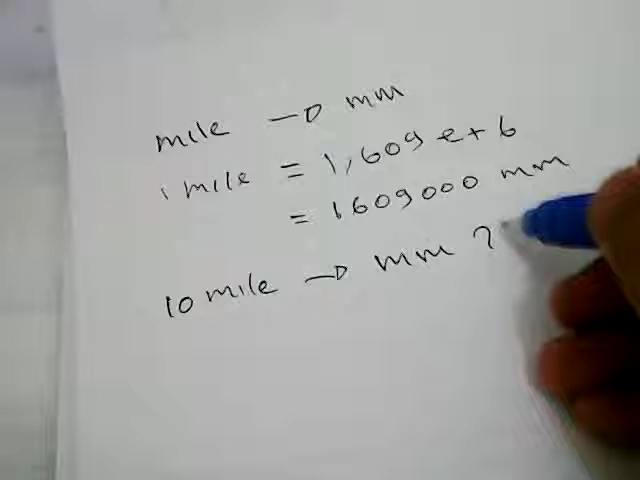 mile → mm
1 mile = 1,609 e+6
= 1609000 mm
10 mile → mm ?